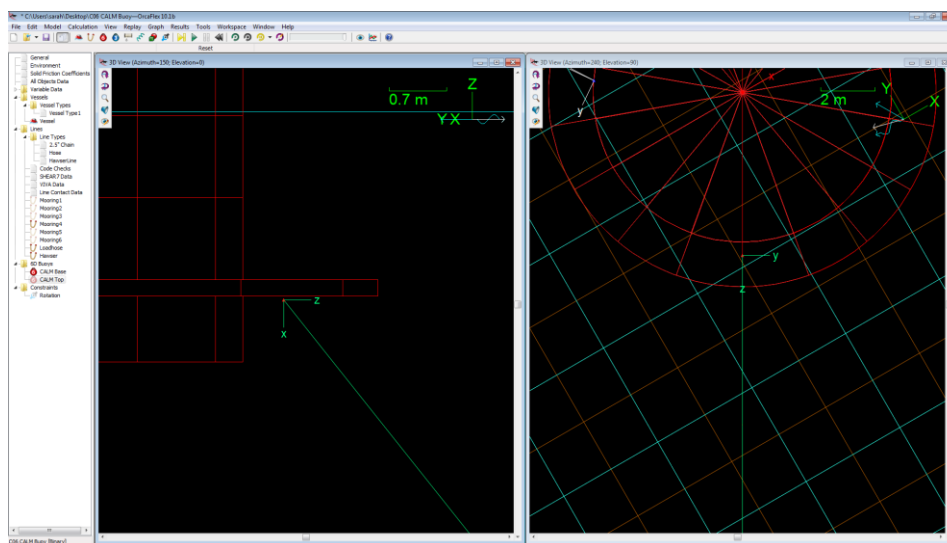 * C:\Users\sarah\Desktop\C06 CALM Buoy—OrcaFlex 10.1b
File Edit Model Calculation View Replay Graph Results Tools Workspace Window Help
Reset
General
Environment
Solid Friction Coefficients
All Objects Data
Variable Data
Vessels
Vessel Types
Vessel Type1
Vessel
Lines
Line Types
2.5" Chain
Hose
HawserLine
Code Checks
SHEAR7 Data
VIVA Data
Line Contact Data
Mooring1
Mooring2
Mooring3
Mooring4
Mooring5
Mooring6
Loadhose
Hawser
6D Buoys
CALM Base
CALM Top
Constraints
Rotation
C06 CALM Buoy [Binary]
3D View (Azimuth=150; Elevation=0)
0.7 m
Z
Y X
z
x
3D View (Azimuth=240; Elevation=90)
x
y
2 m
Y
X
y
z